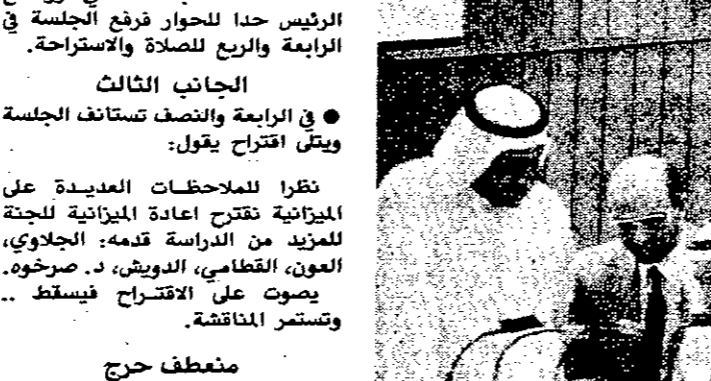 الرئيس حدا للحوار فرفع الجلسة في
الرابعة والربع للصلاة والاستراحة.
الجانب الثالث
● في الرابعة والنصف تستانف الجلسة
ويتلى اقتراح يقول:
نظرا للملاحظات العديدة على
الميزانية نقترح اعادة الميزانية للجنة
للمزيد من الدراسة قدمه: الجلاوي،
العون، القطامي، الدويش، د. صرخوه.
يصوت على الاقتراح فيسقط ..
وتستمر المناقشة.
منعطف حرج